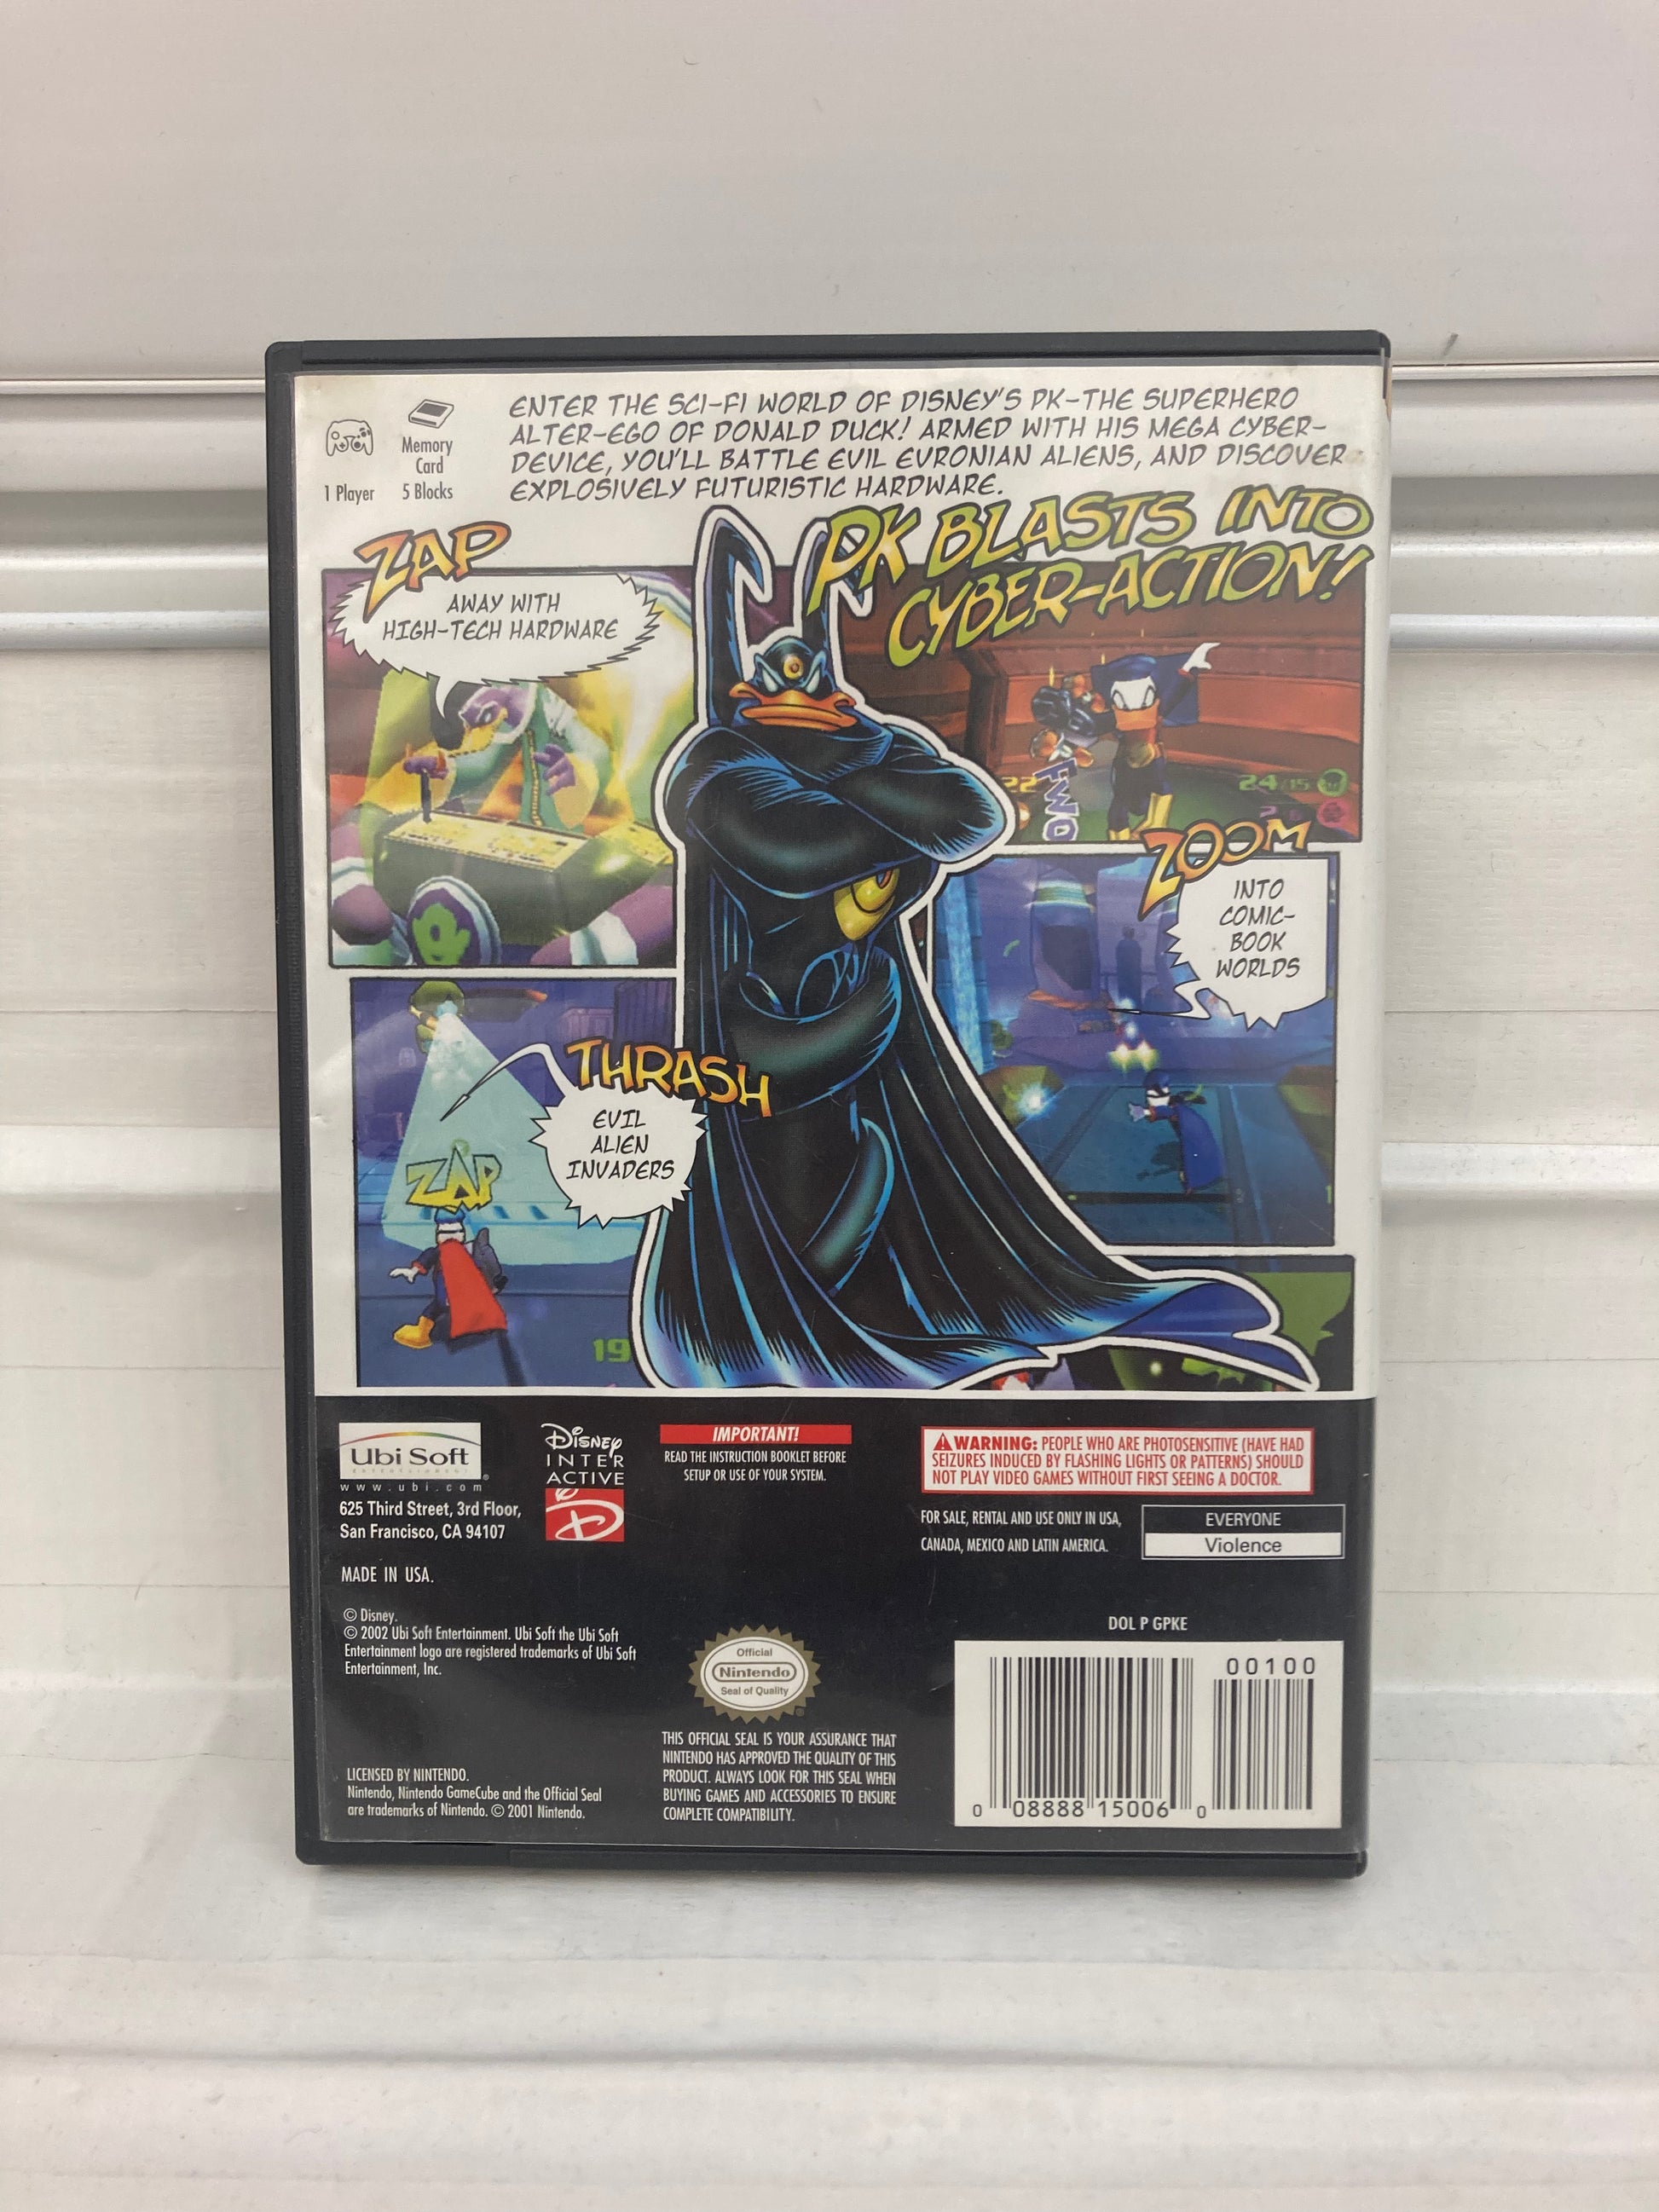 ENTER THE SCI-FI WORLD OF DISNEY'S PK-THE SUPERHERO
ALTER-EGO OF DONALD DUCK! ARMED WITH HIS MEGA CYBER-
DEVICE, YOU'LL BATTLE EVIL EVRONIAN ALIENS, AND DISCOVER
EXPLOSIVELY FUTURISTIC HARDWARE.
Memory
Card
1 Player 5 Blocks
PK BLASTS INTO
CYBER-ACTION!
ZAP
AWAY WITH
HIGH-TECH HARDWARE
FWO
22
24/15
ZOOM
INTO
COMIC-
BOOK
WORLDS
THRASH
EVIL
ALIEN
INVADERS
ZAP
19
Ubi Soft
ENTERTAINMENT
www.ubi.com
625 Third Street, 3rd Floor,
San Francisco, CA 94107
MADE IN USA.
Disney
INTER
ACTIVE
D
IMPORTANT!
READ THE INSTRUCTION BOOKLET BEFORE
SETUP OR USE OF YOUR SYSTEM.
WARNING: PEOPLE WHO ARE PHOTOSENSITIVE (HAVE HAD
SEIZURES INDUCED BY FLASHING LIGHTS OR PATTERNS) SHOULD
NOT PLAY VIDEO GAMES WITHOUT FIRST SEEING A DOCTOR.
FOR SALE, RENTAL AND USE ONLY IN USA,
CANADA, MEXICO AND LATIN AMERICA.
EVERYONE
Violence
© Disney.
© 2002 Ubi Soft Entertainment. Ubi Soft the Ubi Soft
Entertainment logo are registered trademarks of Ubi Soft
Entertainment, Inc.
LICENSED BY NINTENDO.
Nintendo, Nintendo GameCube and the Official Seal
are trademarks of Nintendo. © 2001 Nintendo.
Official
Nintendo
Seal of Quality
THIS OFFICIAL SEAL IS YOUR ASSURANCE THAT
NINTENDO HAS APPROVED THE QUALITY OF THIS
PRODUCT. ALWAYS LOOK FOR THIS SEAL WHEN
BUYING GAMES AND ACCESSORIES TO ENSURE
COMPLETE COMPATIBILITY.
DOL P GPKE
00100
0 08888 15006 0